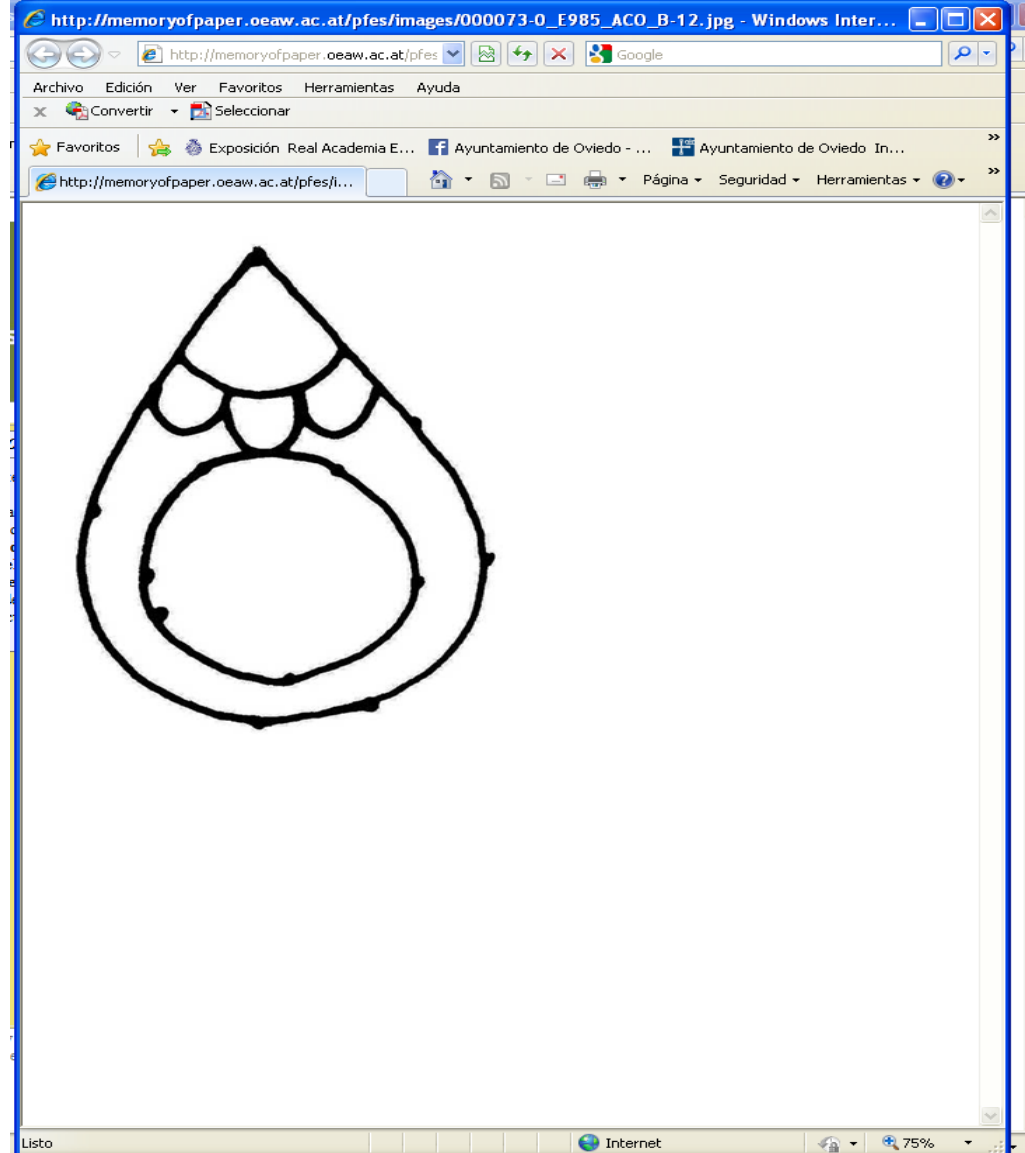 http://memoryofpaper.oeaw.ac.at/pfes/images/000073-0_E985_ACO_B-12.jpg - Windows Inter...
http://memoryofpaper.oeaw.ac.at/pfes
Google
Archivo Edición Ver Favoritos Herramientas Ayuda
x Convertir Seleccionar
Favoritos Exposición Real Academia E... Ayuntamiento de Oviedo - ... Ayuntamiento de Oviedo In... »
http://memoryofpaper.oeaw.ac.at/pfes/i... Página Seguridad Herramientas »
Listo Internet 75%